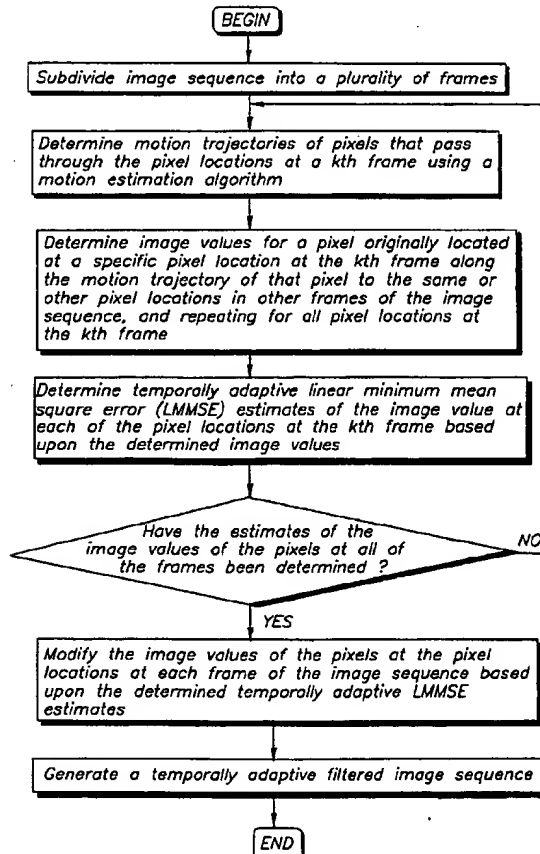 BEGIN
Subdivide image sequence into a plurality of frames
Determine motion trajectories of pixels that pass
through the pixel locations at a kth frame using a
motion estimation algorithm
Determine image values for a pixel originally located
at a specific pixel location at the kth frame along
the motion trajectory of that pixel to the same or
other pixel locations in other frames of the image
sequence, and repeating for all pixel locations at
the kth frame
Determine temporally adaptive linear minimum mean
square error (LMMSE) estimates of the image value at
each of the pixel locations at the kth frame based
upon the determined image values
Have the estimates of the
image values of the pixels at all of
the frames been determined ?
NO
YES
Modify the image values of the pixels at the pixel
locations at each frame of the image sequence based
upon the determined temporally adaptive LMMSE
estimates
Generate a temporally adaptive filtered image sequence
END